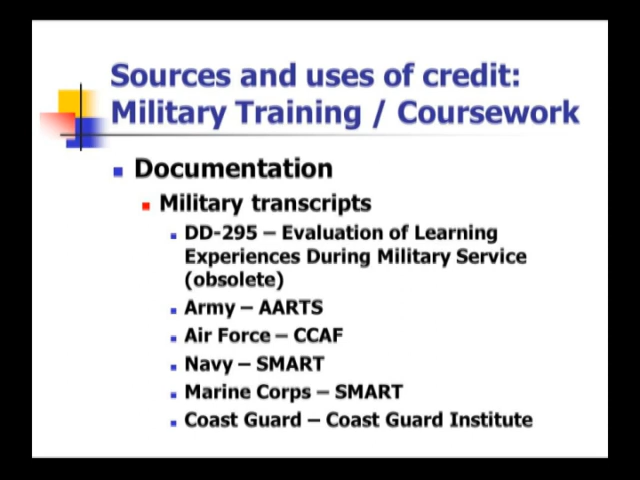 Sources and uses of credit:
Military Training / Coursework
Documentation
Military transcripts
DD-295 – Evaluation of Learning
Experiences During Military Service
(obsolete)
Army – AARTS
Air Force – CCAF
Navy – SMART
Marine Corps – SMART
Coast Guard – Coast Guard Institute